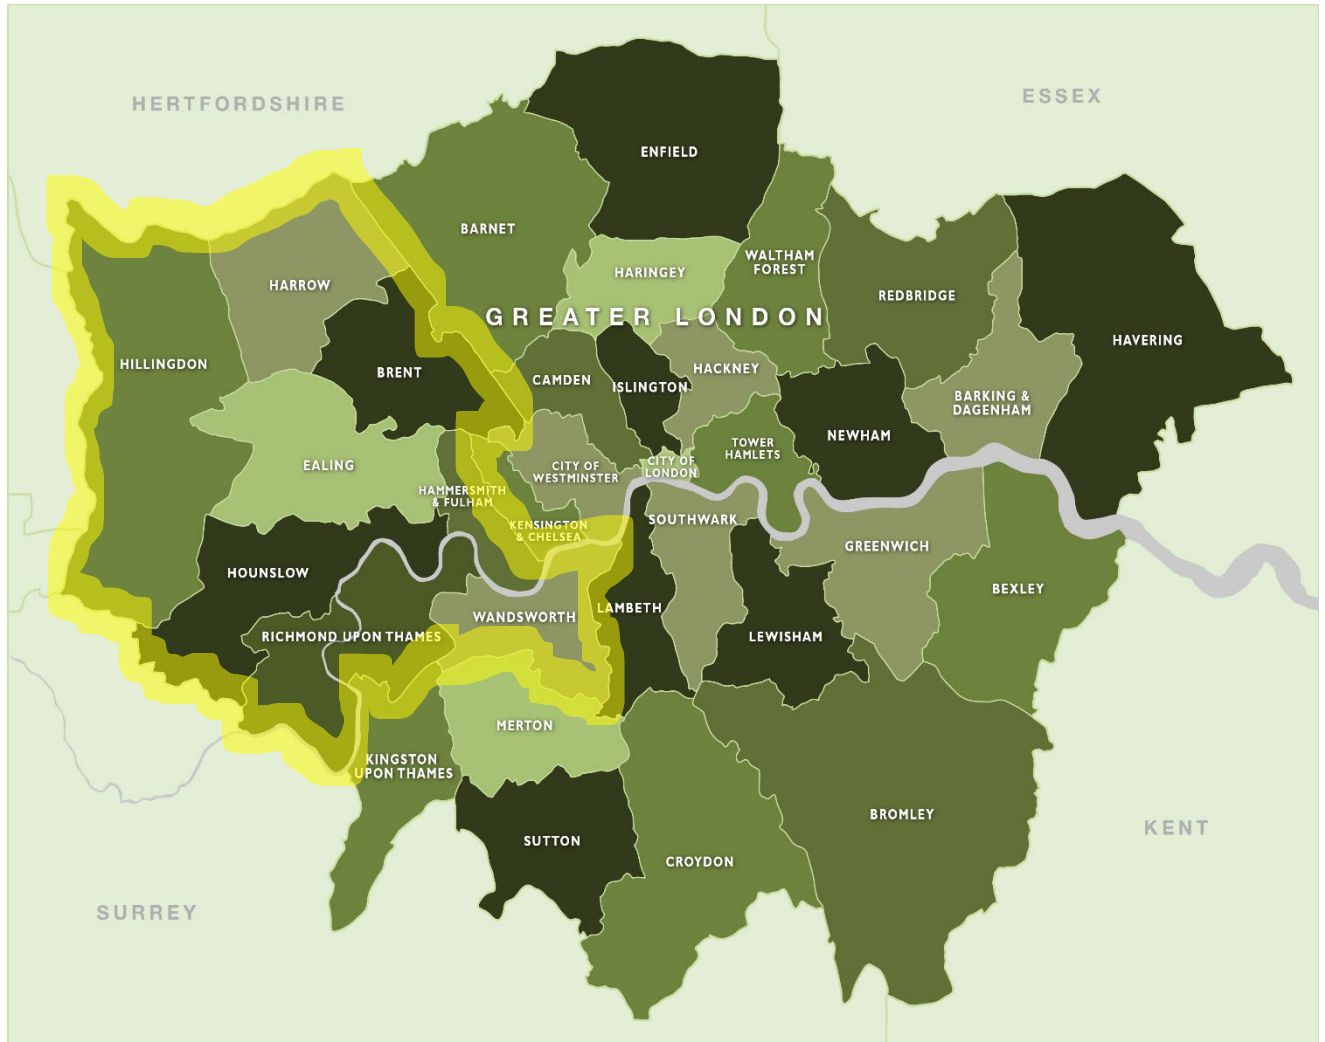 HERTFORDSHIRE
ESSEX
ENFIELD
BARNET
HARINGEY
WALTHAM
FOREST
REDBRIDGE
HARROW
GREATER LONDON
HAVERING
HILLINGDON
BRENT
CAMDEN
ISLINGTON
HACKNEY
BARKING &
DAGENHAM
NEWHAM
TOWER
HAMLETS
EALING
CITY OF
WESTMINSTER
CITY OF
LONDON
HAMMERSMITH
& FULHAM
KENSINGTON
& CHELSEA
SOUTHWARK
GREENWICH
HOUNSLOW
BEXLEY
WANDSWORTH
LAMBETH
RICHMOND UPON THAMES
LEWISHAM
MERTON
KINGSTON
UPON THAMES
BROMLEY
KENT
SUTTON
CROYDON
SURREY